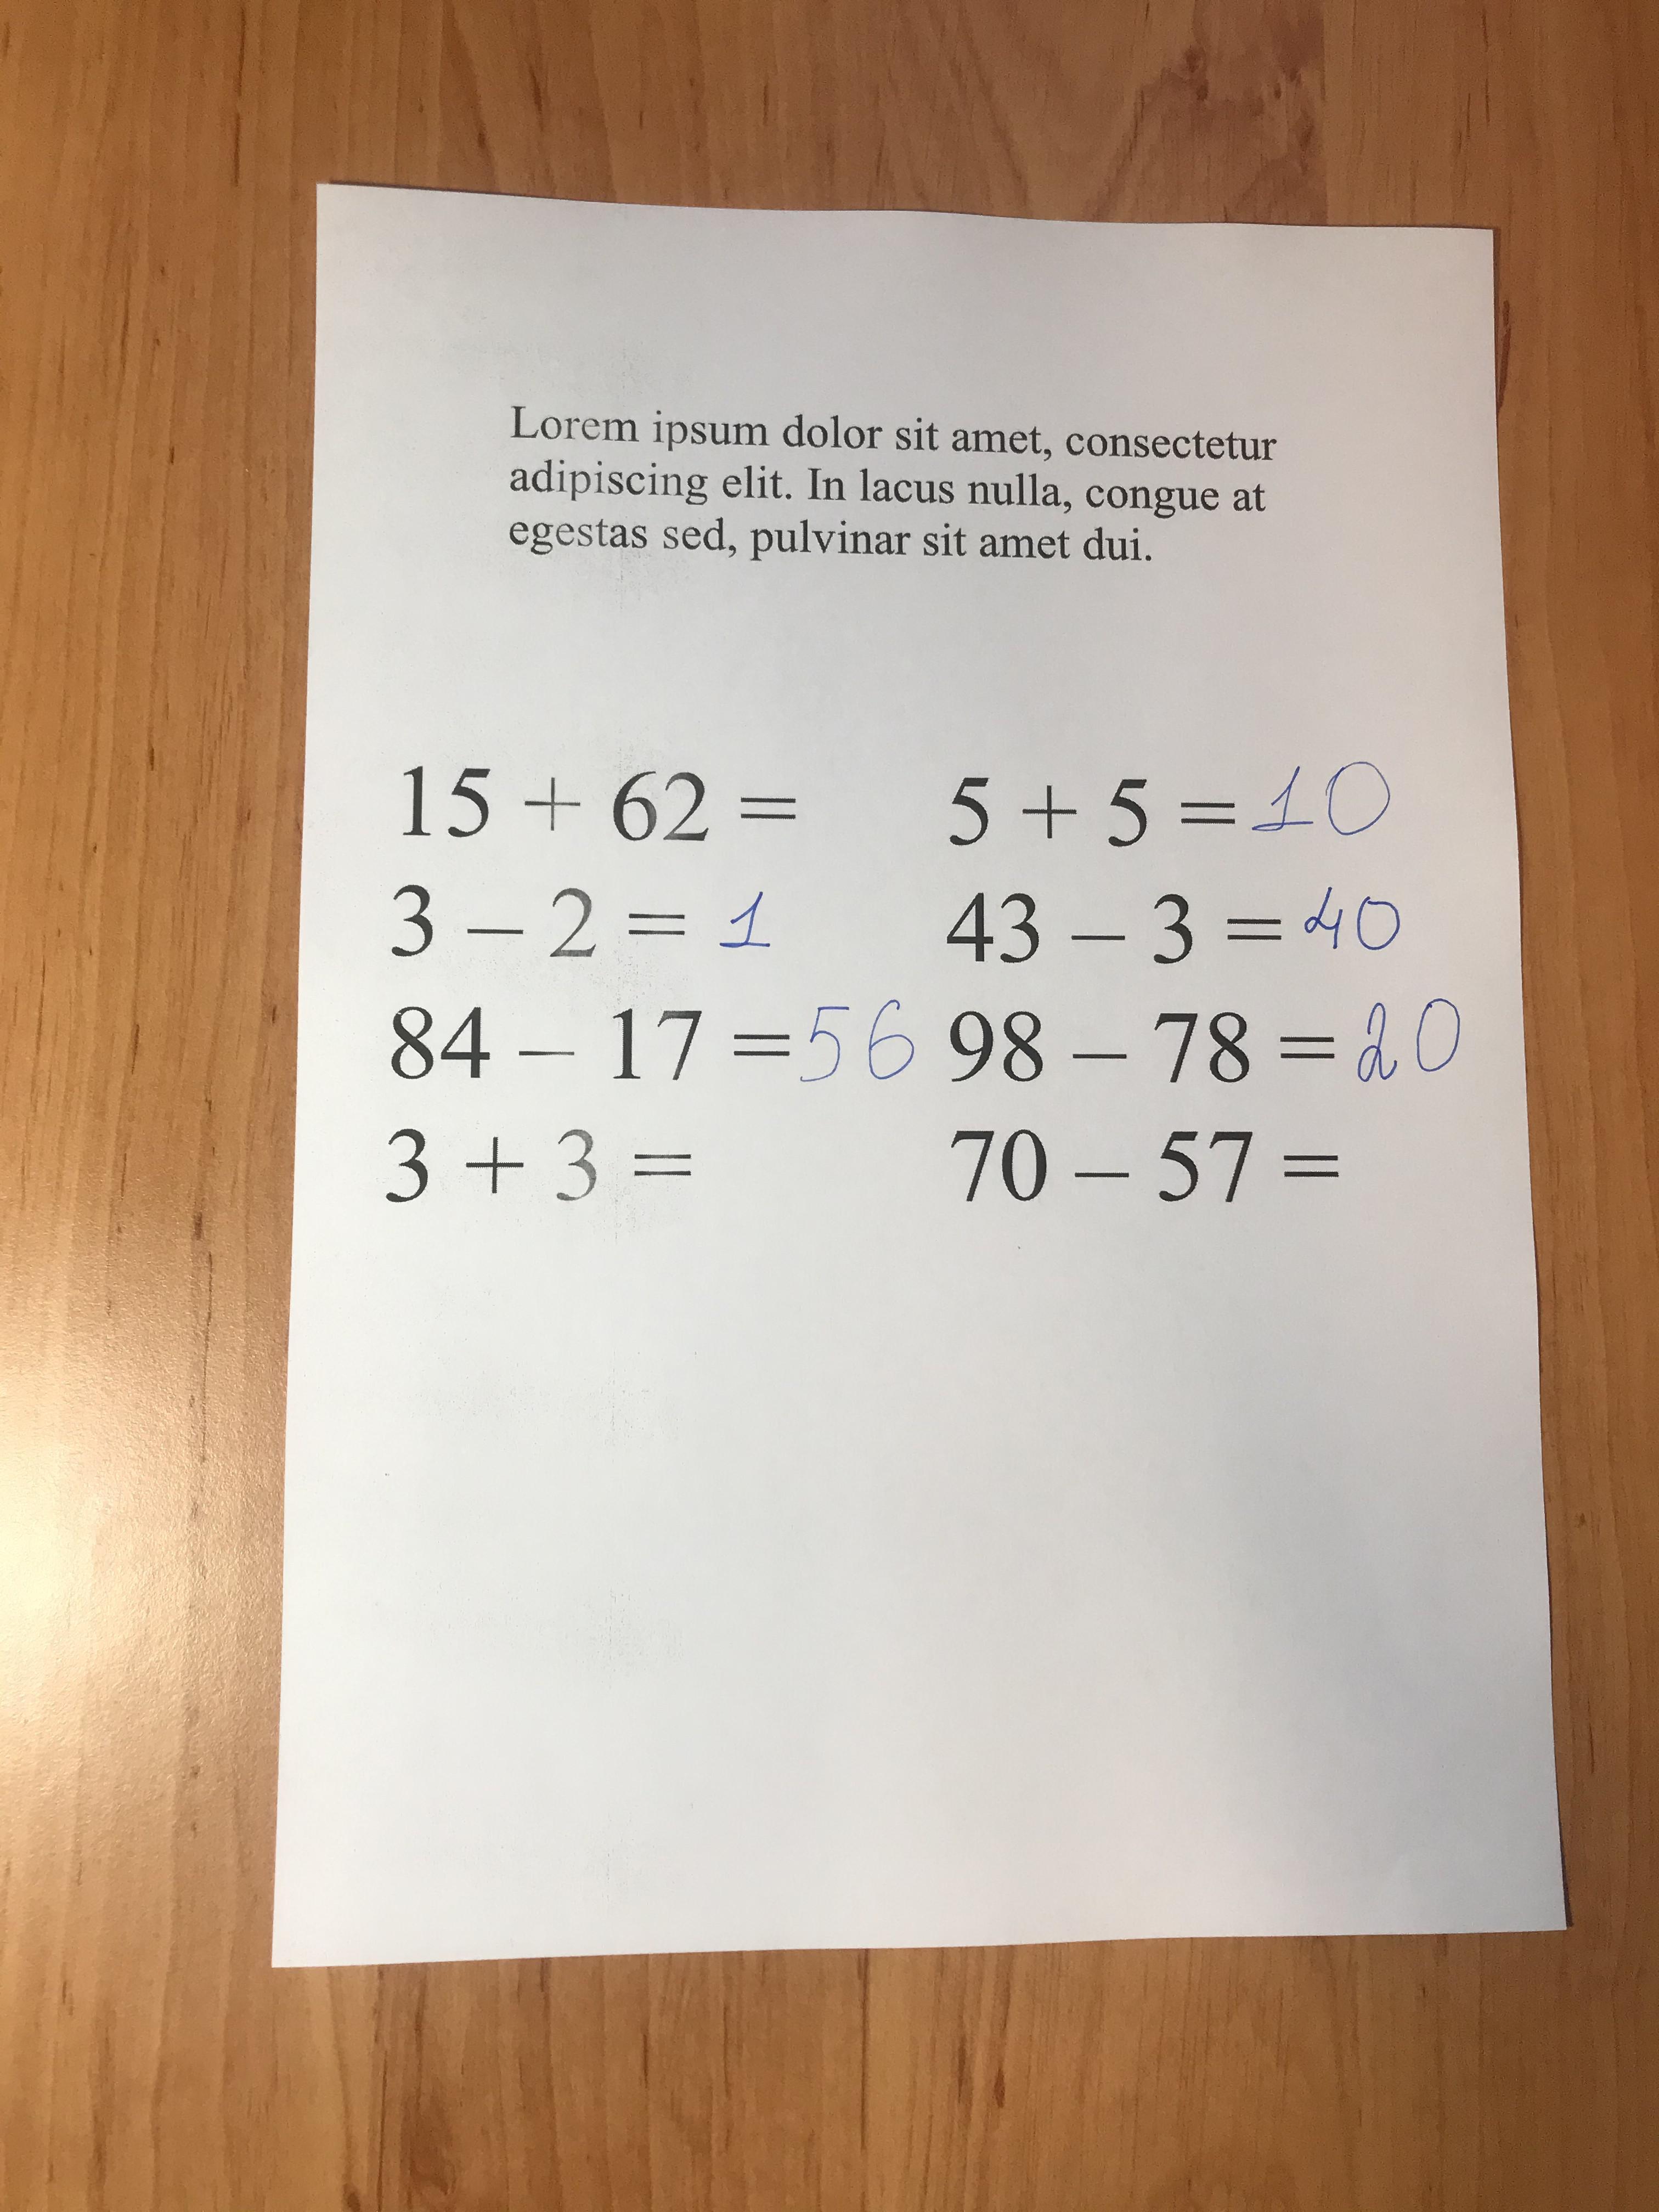 Lorem ipsum dolor sit amet, consectetur
adipiscing elit. In lacus nulla, congue at
egestas sed, pulvinar sit amet dui.
15 + 62 =
3 – 2 = 1
84 – 17 = 56
3 + 3 =
5 + 5 = 10
43 – 3 = 40
98 – 78 = 20
70 – 57 =